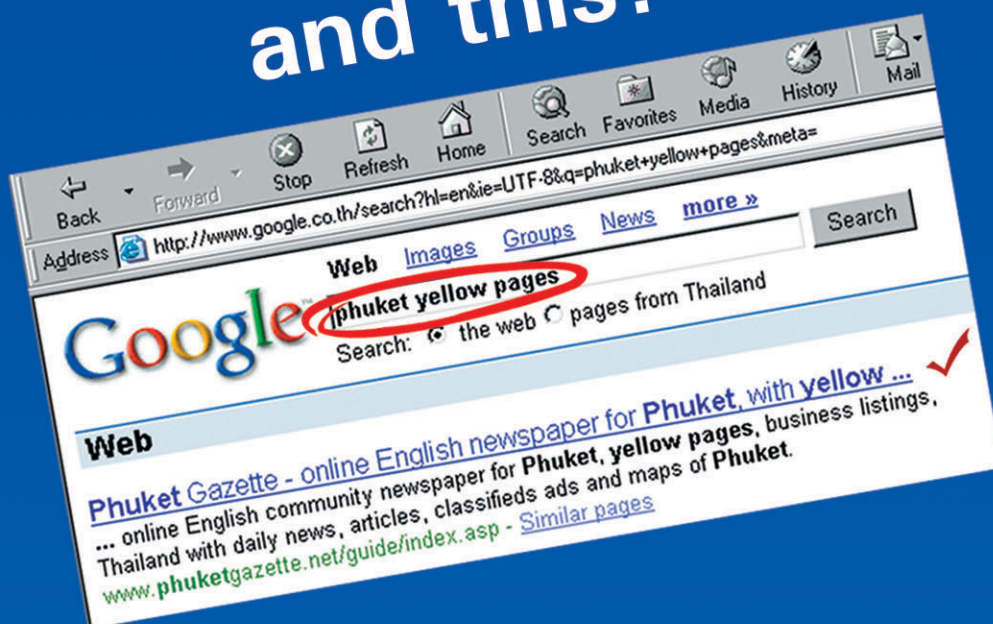 and this?
Back Forward Stop Refresh Home Search Favorites Media History Mail
Address http://www.google.co.th/search?hl=en&ie=UTF-8&q=phuket+yellow+pages&meta=
Web Images Groups News more »
Google™ phuket yellow pages Search
Search: the web pages from Thailand
Web
Phuket Gazette - online English newspaper for Phuket, with yellow ...
... online English community newspaper for Phuket, yellow pages, business listings,
Thailand with daily news, articles, classifieds ads and maps of Phuket.
www.phuketgazette.net/guide/index.asp - Similar pages